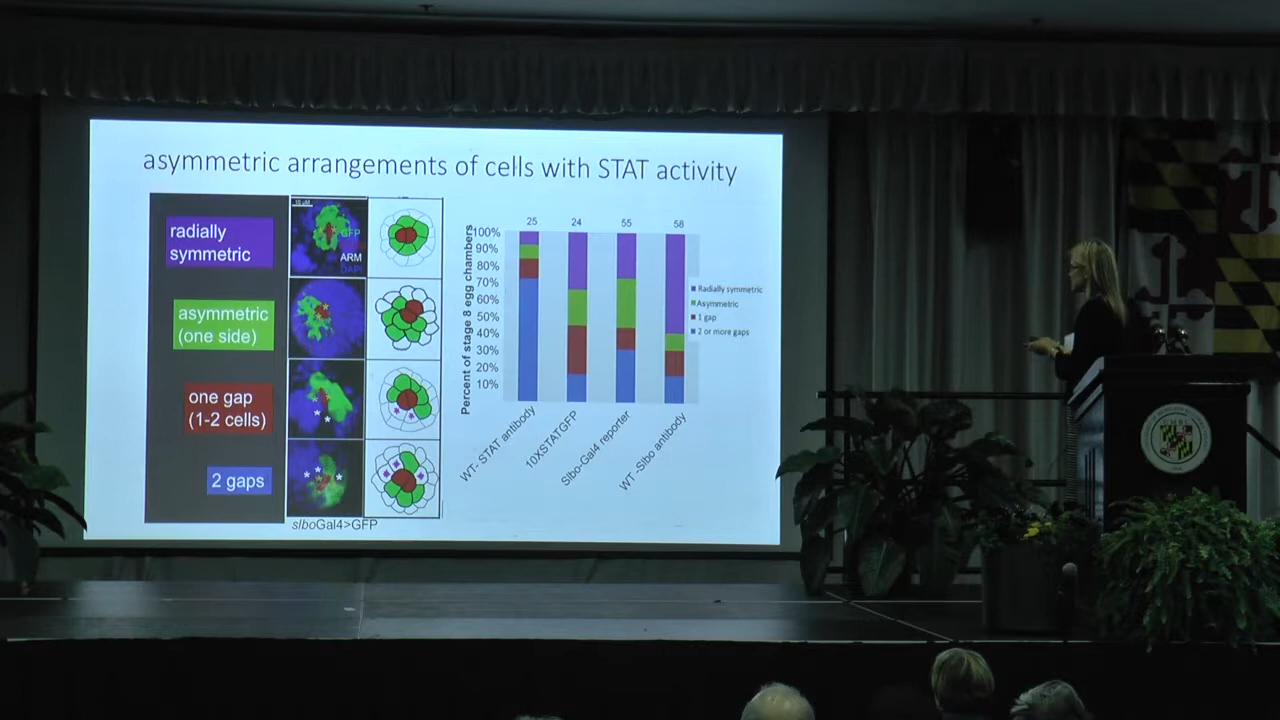 asymmetric arrangements of cells with STAT activity
radially
symmetric
asymmetric
(one side)
one gap
(1-2 cells)
2 gaps
GFP
ARM
DAPI
slboGal4>GFP
Percent of stage 8 egg chambers
25 24 55 58
100%
90%
80%
70%
60%
50%
40%
30%
20%
10%
WT- STAT antibody
10XSTATGFP
Slbo-Gal4 reporter
WT -Slbo antibody
Radially symmetric
Asymmetric
1 gap
2 or more gaps